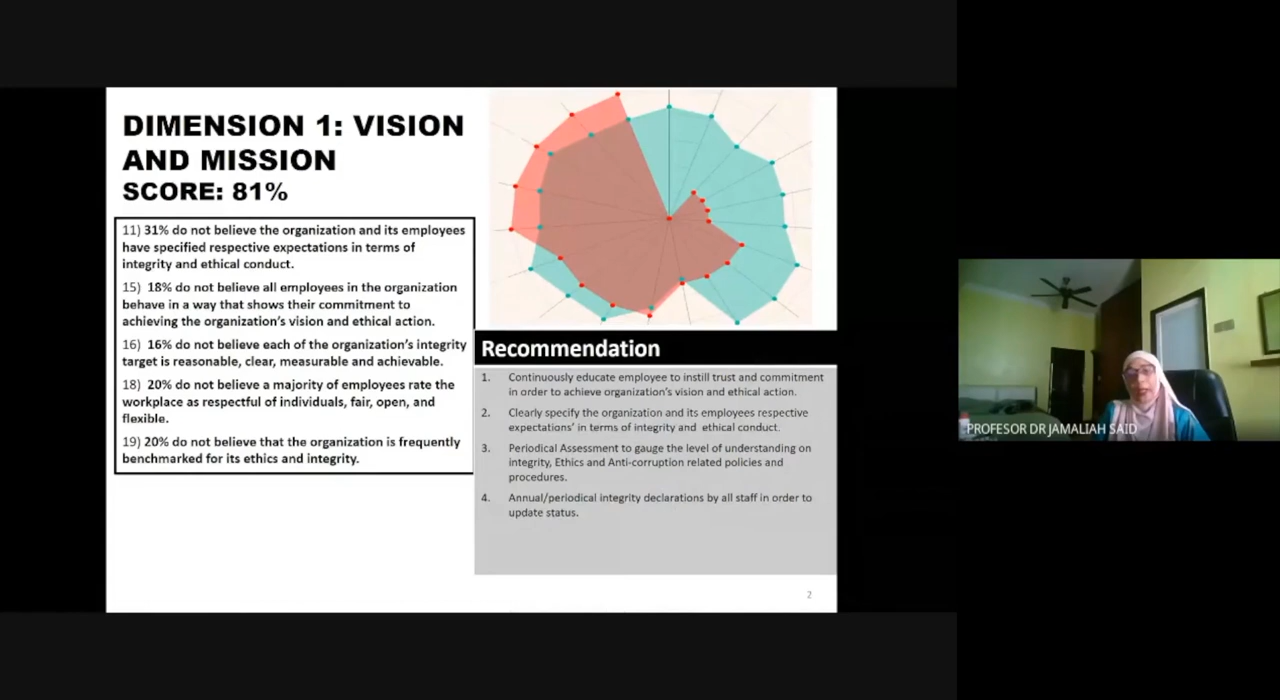 DIMENSION 1: VISION
AND MISSION
SCORE: 81%
11) 31% do not believe the organization and its employees
have specified respective expectations in terms of
integrity and ethical conduct.
15) 18% do not believe all employees in the organization
behave in a way that shows their commitment to
achieving the organization's vision and ethical action.
16) 16% do not believe each of the organization's integrity
target is reasonable, clear, measurable and achievable.
18) 20% do not believe a majority of employees rate the
workplace as respectful of individuals, fair, open, and
flexible.
19) 20% do not believe that the organization is frequently
benchmarked for its ethics and integrity.
Recommendation
1. Continuously educate employee to instill trust and commitment
in order to achieve organization's vision and ethical action.
2. Clearly specify the organization and its employees respective
expectations' in terms of integrity and ethical conduct.
3. Periodical Assessment to gauge the level of understanding on
integrity, Ethics and Anti-corruption related policies and
procedures.
4. Annual/periodical integrity declarations by all staff in order to
update status.
2
PROFESOR DR JAMALIAH SAID